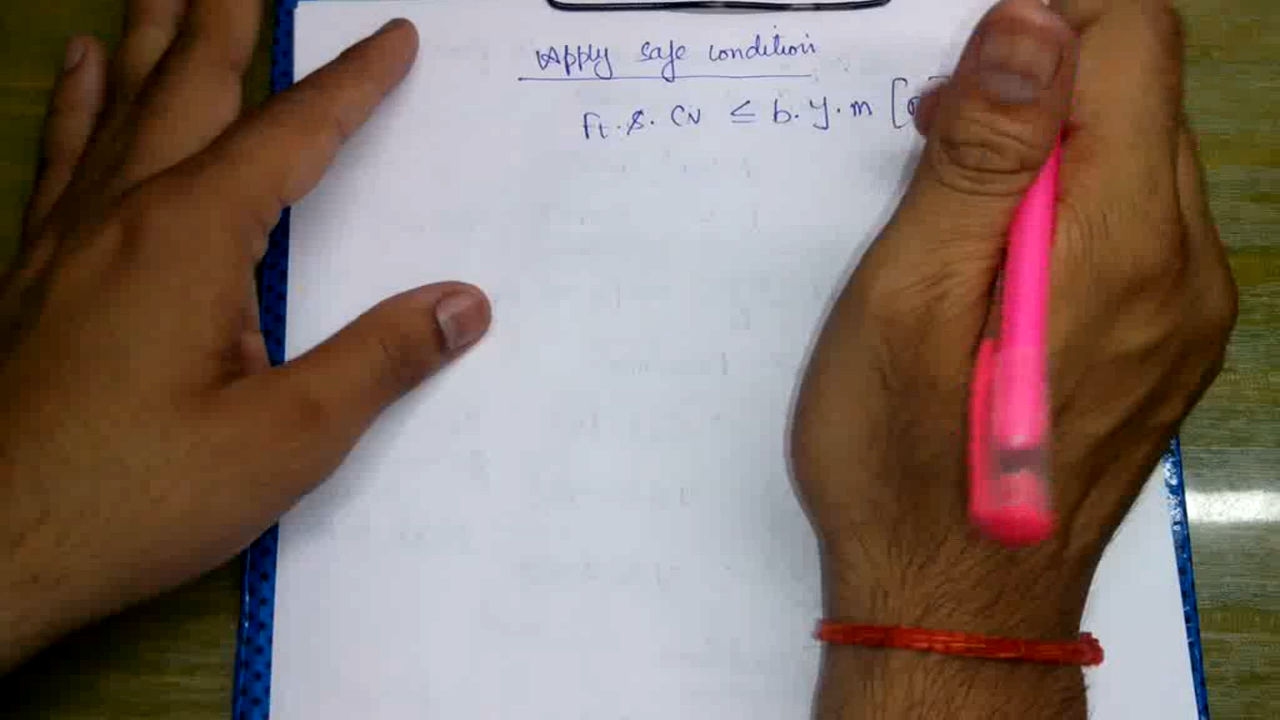 Apply safe condition
Ft. s. Cv ≤ b. y. m [σ